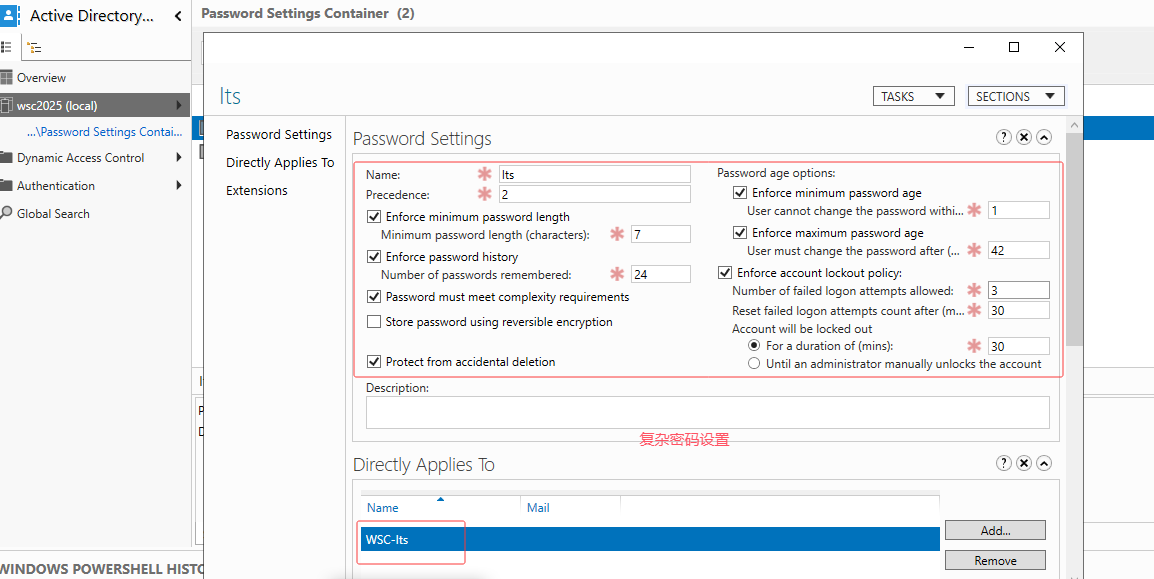 Active Directory...
Password Settings Container (2)
Overview
wsc2025 (local)
...\Password Settings Contai...
Dynamic Access Control
Authentication
Global Search
lts
TASKS
SECTIONS
Password Settings
Directly Applies To
Extensions
Password Settings
Name:
lts
Precedence:
2
Enforce minimum password length
Minimum password length (characters):
7
Enforce password history
Number of passwords remembered:
24
Password must meet complexity requirements
Store password using reversible encryption
Protect from accidental deletion
Password age options:
Enforce minimum password age
User cannot change the password withi...
1
Enforce maximum password age
User must change the password after (...
42
Enforce account lockout policy:
Number of failed logon attempts allowed:
3
Reset failed logon attempts count after (m...
30
Account will be locked out
For a duration of (mins):
30
Until an administrator manually unlocks the account
Description:
复杂密码设置
Directly Applies To
Name
Mail
WSC-lts
Add...
Remove
WINDOWS POWERSHELL HISTO